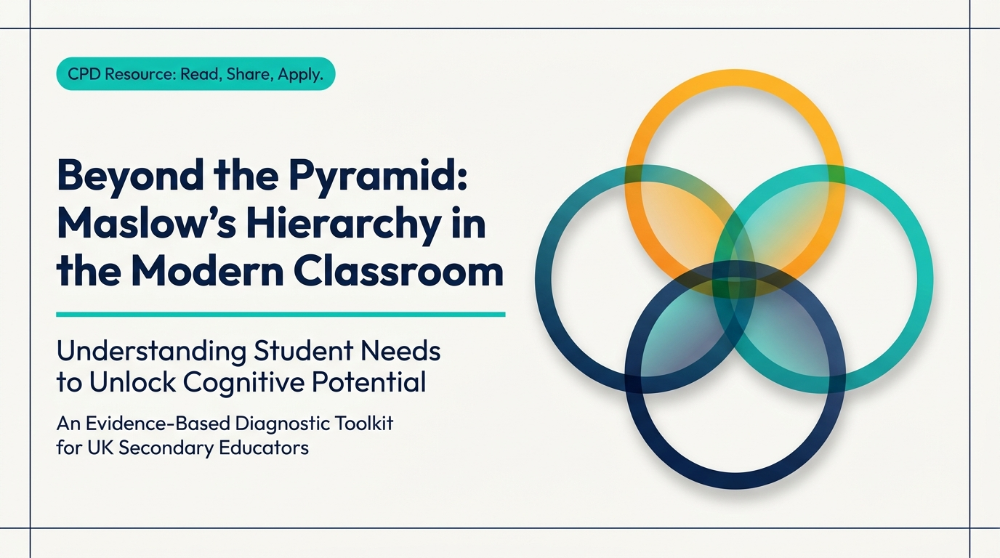 CPD Resource: Read, Share, Apply.
Beyond the Pyramid:
Maslow’s Hierarchy in
the Modern Classroom
Understanding Student Needs
to Unlock Cognitive Potential
An Evidence-Based Diagnostic Toolkit
for UK Secondary Educators